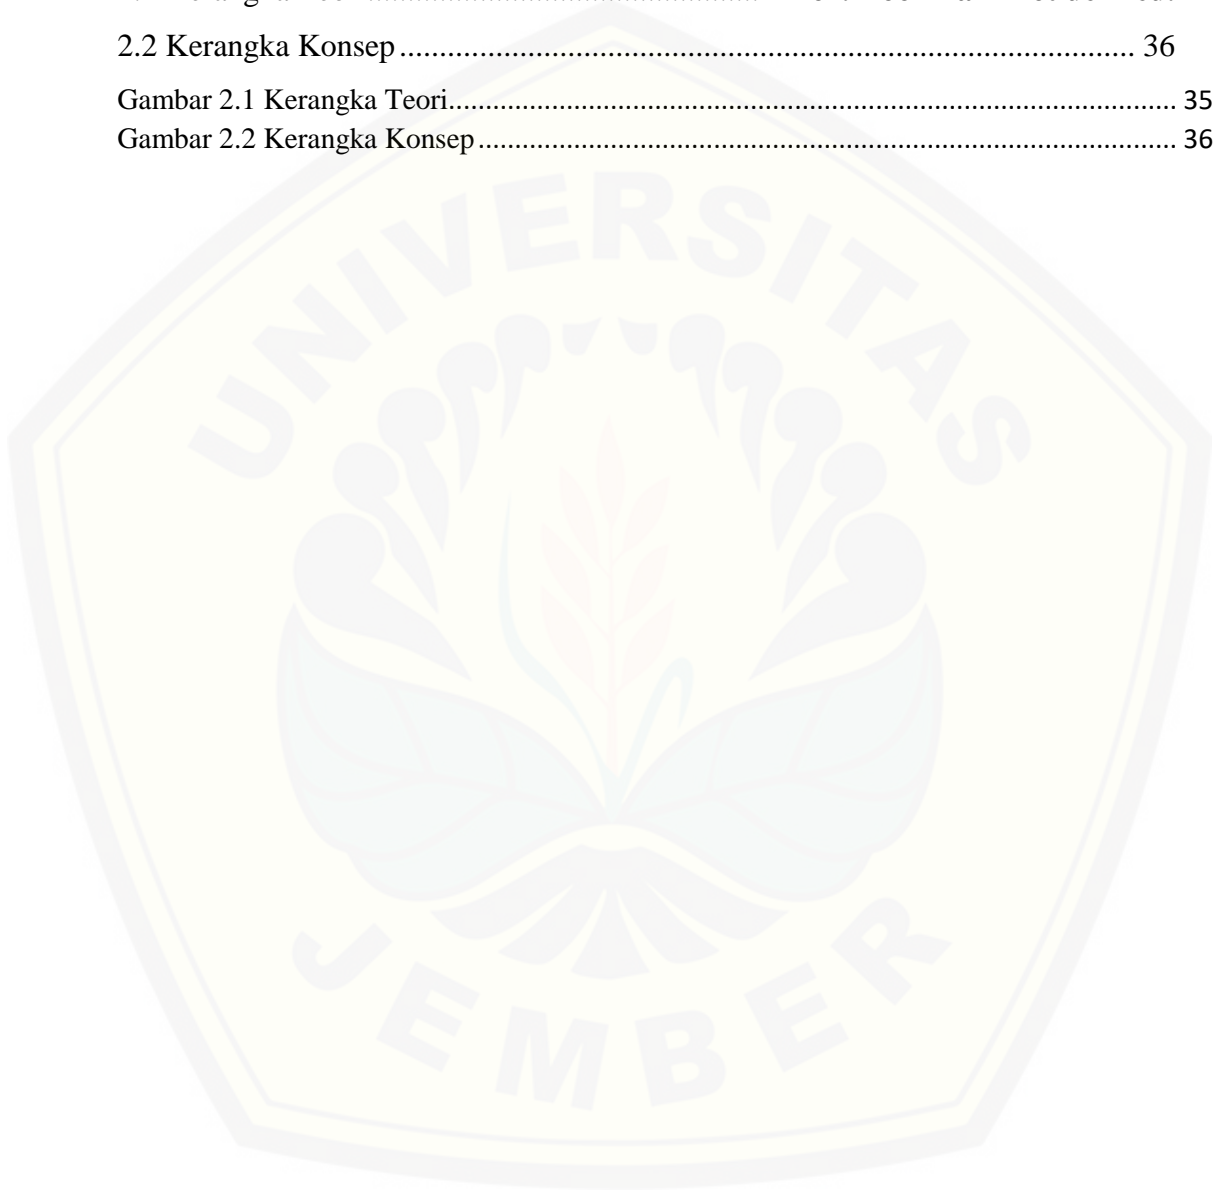 2.2 Kerangka Konsep ............................................................................................. 36
Gambar 2.1 Kerangka Teori.................................................................................................... 35
Gambar 2.2 Kerangka Konsep ................................................................................................ 36
UNIVERSITAS
JEMBER